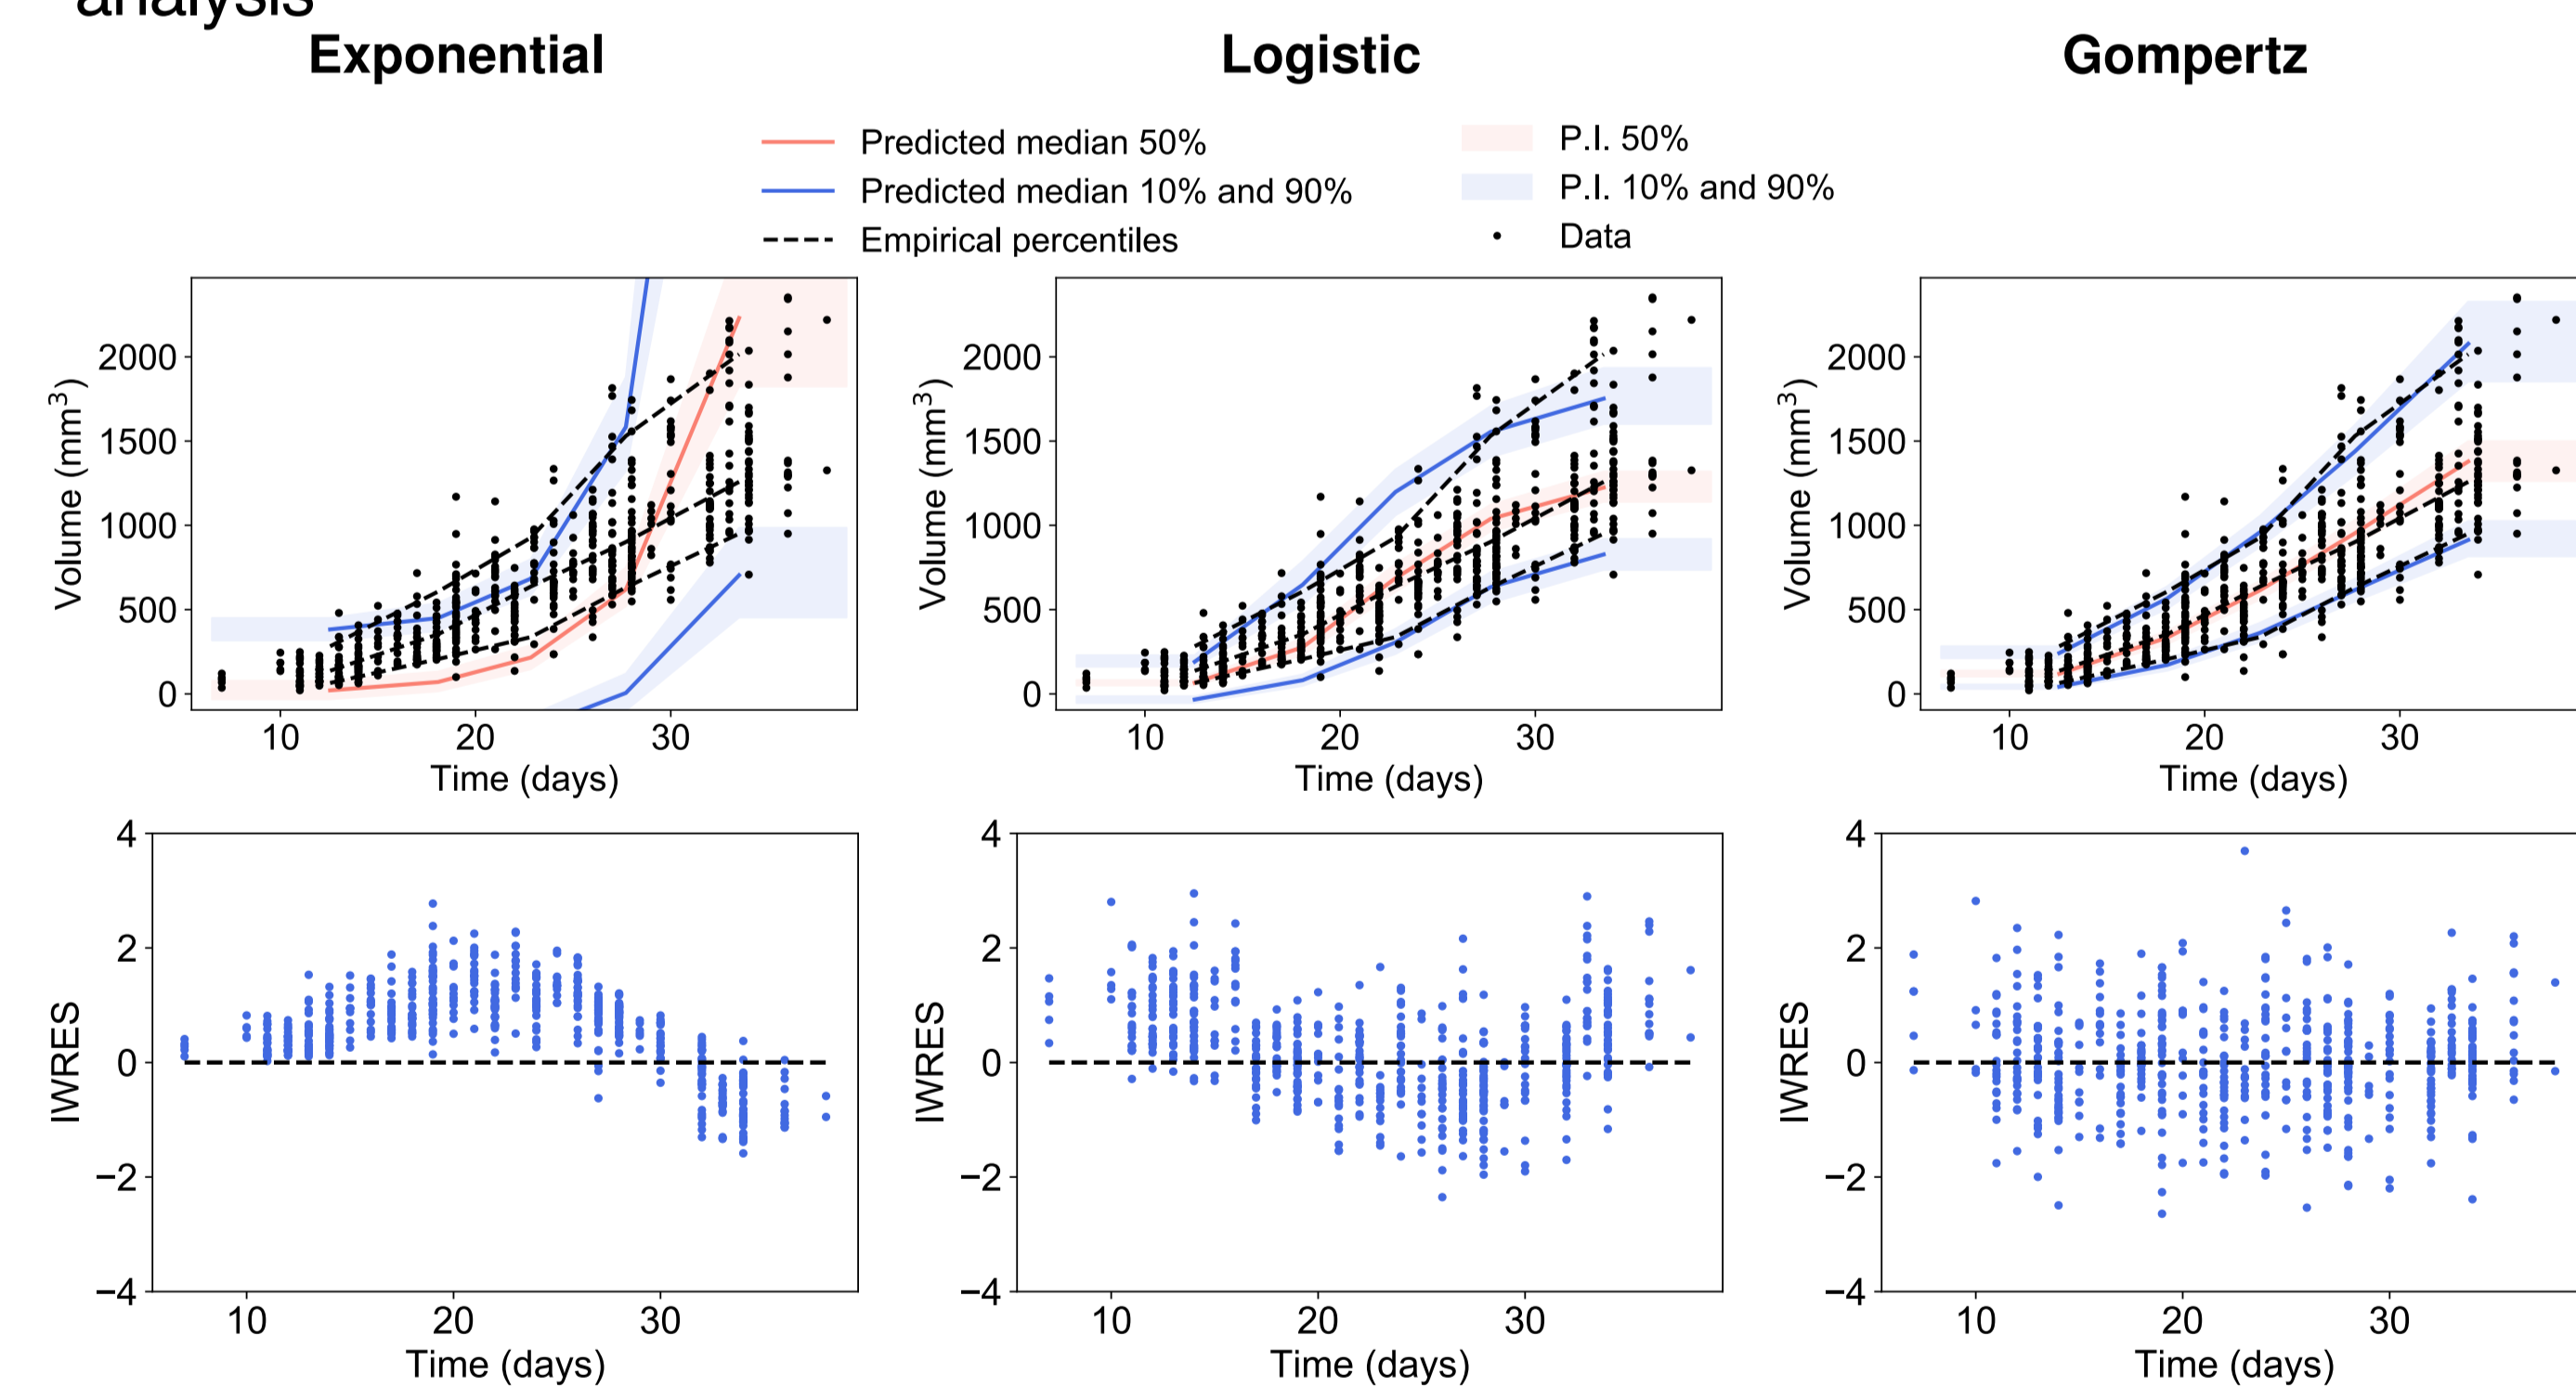 analysis
Exponential Logistic Gompertz
Predicted median 50% P.I. 50%
Predicted median 10% and 90% P.I. 10% and 90%
Empirical percentiles Data
Volume (mm³) 2000 1500 1000 500 0
10 20 30
Time (days)
Volume (mm³) 2000 1500 1000 500 0
10 20 30
Time (days)
Volume (mm³) 2000 1500 1000 500 0
10 20 30
Time (days)
IWRES 4 2 0 −2 −4
10 20 30
Time (days)
IWRES 4 2 0 −2 −4
10 20 30
Time (days)
IWRES 4 2 0 −2 −4
10 20 30
Time (days)